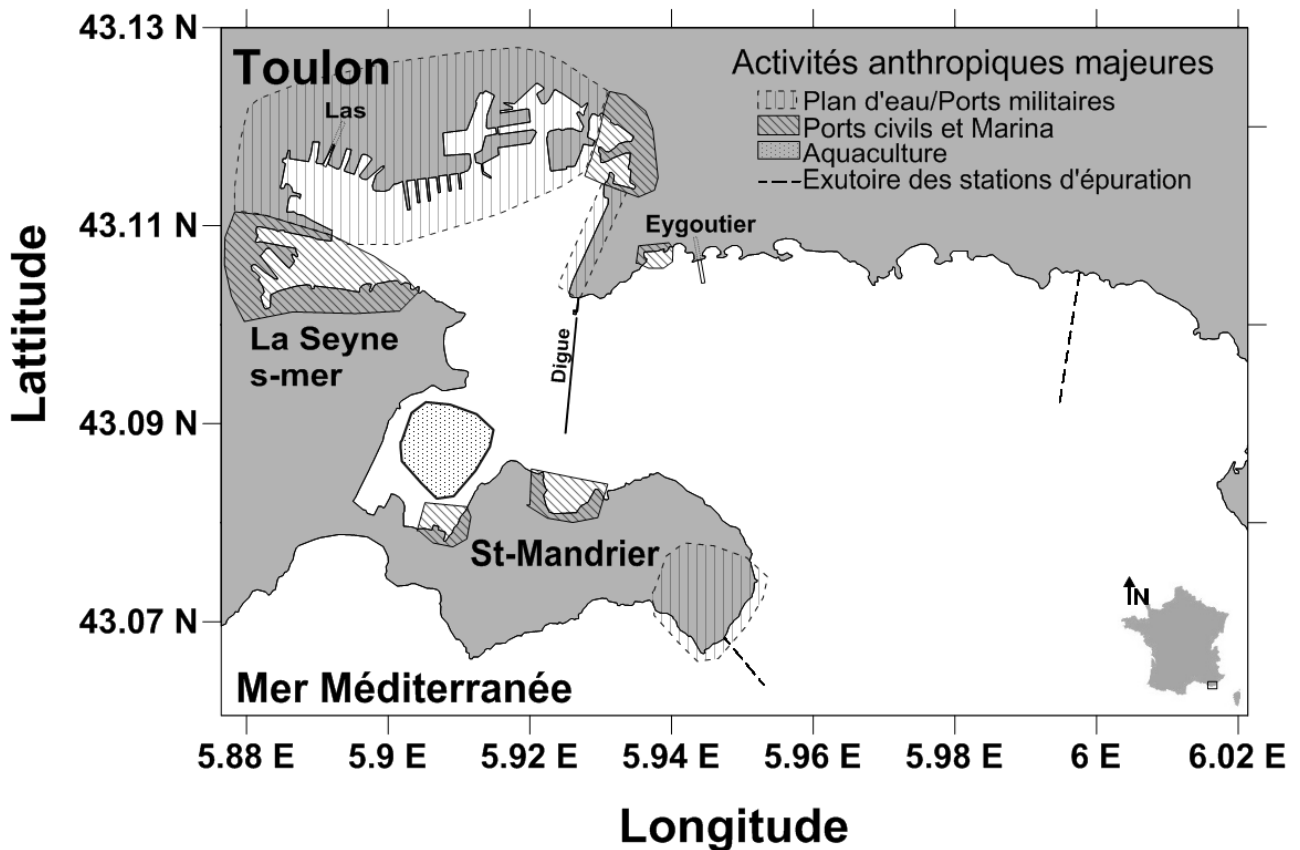 43.13 N
Toulon
Activités anthropiques majeures
Plan d'eau/Ports militaires
Las
Ports civils et Marina
Aquaculture
Exutoire des stations d'épuration
43.11 N
Eygoutier
Lattitude
La Seyne
s-mer
Digue
43.09 N
St-Mandrier
N
43.07 N
Mer Méditerranée
5.88 E
5.9 E
5.92 E
5.94 E
5.96 E
5.98 E
6 E
6.02 E
Longitude